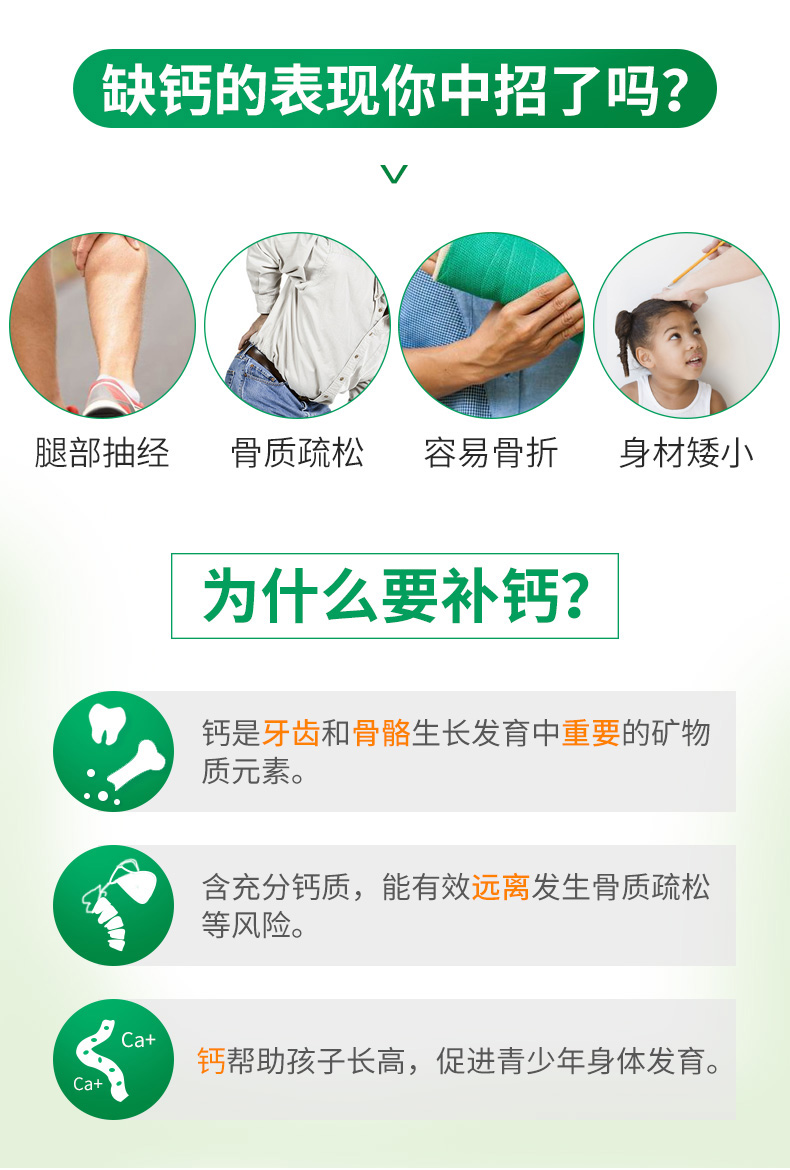 缺钙的表现你中招了吗？
腿部抽经
骨质疏松
容易骨折
身材矮小
为什么要补钙？
钙是牙齿和骨骼生长发育中重要的矿物
质元素。
含充分钙质，能有效远离发生骨质疏松
等风险。
Ca+
Ca+
钙帮助孩子长高，促进青少年身体发育。